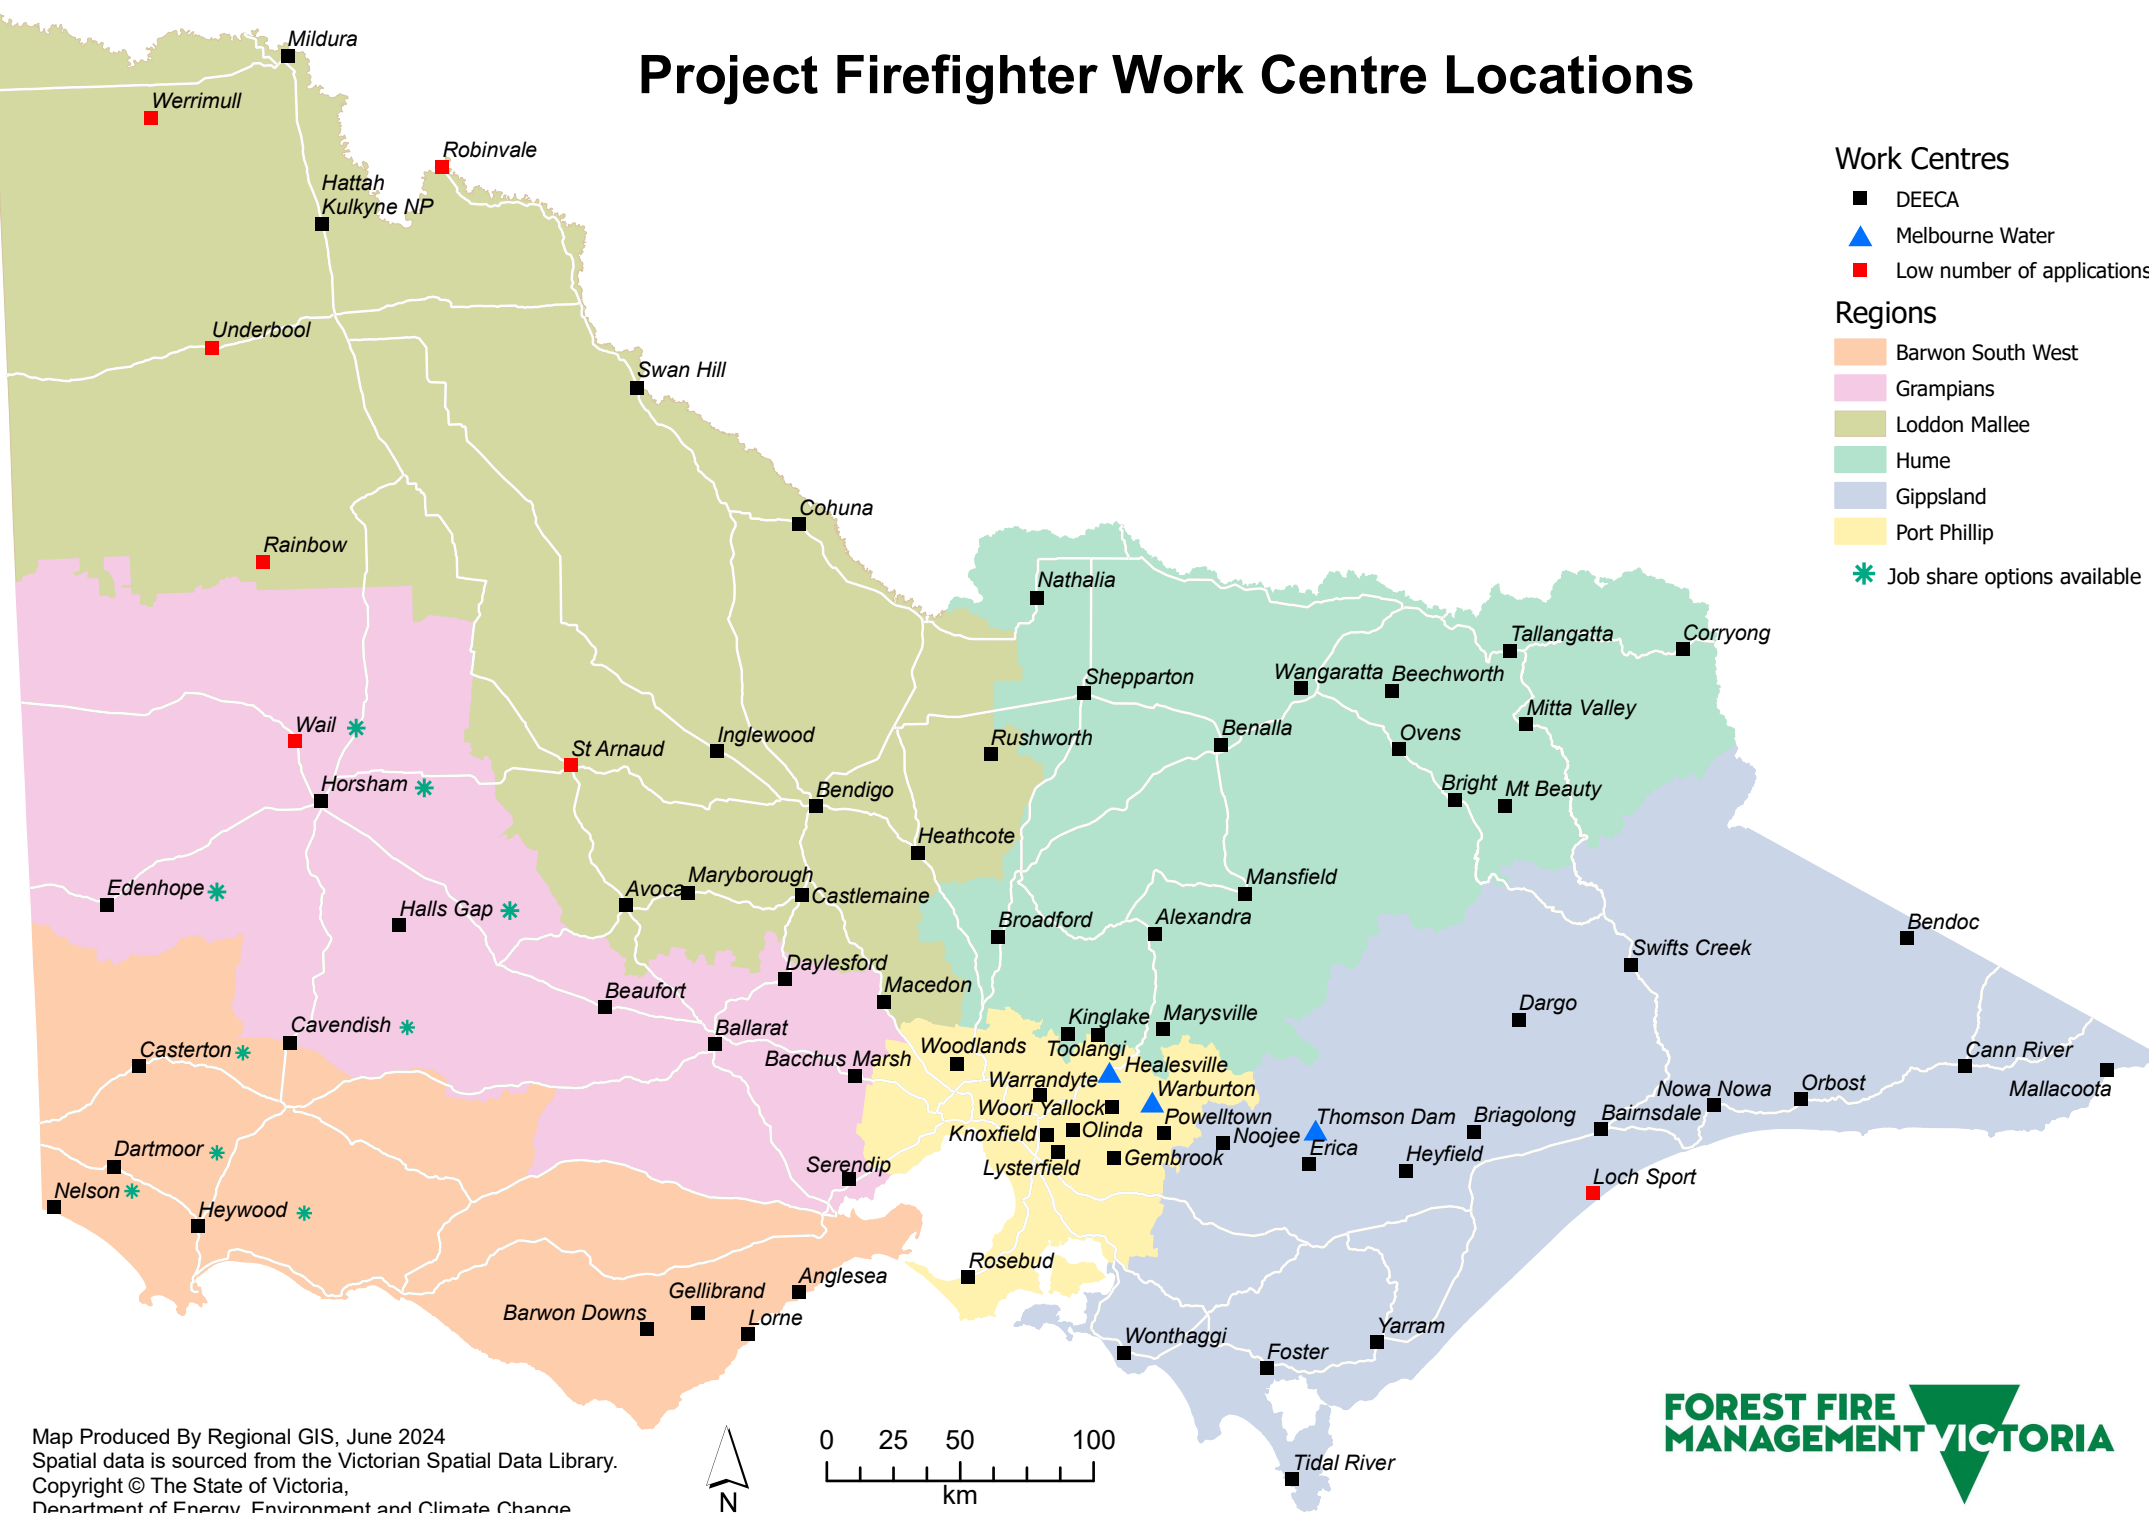 Project Firefighter Work Centre Locations
Mildura
Werrimull
Robinvale
Hattah
Kulkyne NP
Underbool
Swan Hill
Cohuna
Rainbow
Nathalia
Tallangatta
Corryong
Shepparton
Wangaratta
Beechworth
Mitta Valley
Wail
St Arnaud
Inglewood
Rushworth
Benalla
Ovens
Horsham
Bendigo
Bright
Mt Beauty
Heathcote
Edenhope
Halls Gap
Avoca
Maryborough
Castlemaine
Mansfield
Broadford
Alexandra
Bendoc
Swifts Creek
Daylesford
Macedon
Beaufort
Dargo
Cavendish
Ballarat
Kinglake
Marysville
Casterton
Bacchus Marsh
Woodlands
Toolangi
Healesville
Cann River
Warrandyte
Warburton
Nowa Nowa
Orbost
Mallacoota
Woori Yallock
Powelltown
Thomson Dam
Briagolong
Bairnsdale
Knoxfield
Olinda
Noojee
Erica
Heyfield
Dartmoor
Serendip
Lysterfield
Gembrook
Loch Sport
Nelson
Heywood
Rosebud
Anglesea
Gellibrand
Barwon Downs
Lorne
Wonthaggi
Foster
Yarram
Tidal River
Work Centres
DEECA
Melbourne Water
Low number of applications
Regions
Barwon South West
Grampians
Loddon Mallee
Hume
Gippsland
Port Phillip
Job share options available
Map Produced By Regional GIS, June 2024
Spatial data is sourced from the Victorian Spatial Data Library.
Copyright © The State of Victoria,
Department of Energy, Environment and Climate Change
N
0 25 50 100
km
FOREST FIRE
MANAGEMENT VICTORIA